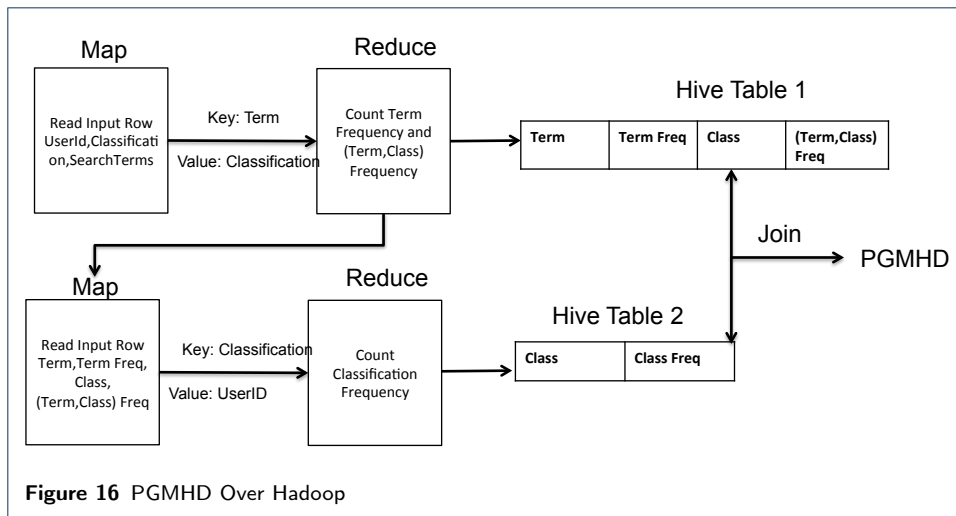 Map
Reduce
Read Input Row
UserId,Classificati
on,SearchTerms
Key: Term
Value: Classification
Count Term
Frequency and
(Term,Class)
Frequency
Hive Table 1
Term
Term Freq
Class
(Term,Class)
Freq
Join
PGMHD
Map
Reduce
Read Input Row
Term,Term Freq,
Class,
(Term,Class) Freq
Key: Classification
Value: UserID
Count
Classification
Frequency
Hive Table 2
Class
Class Freq
Figure 16 PGMHD Over Hadoop